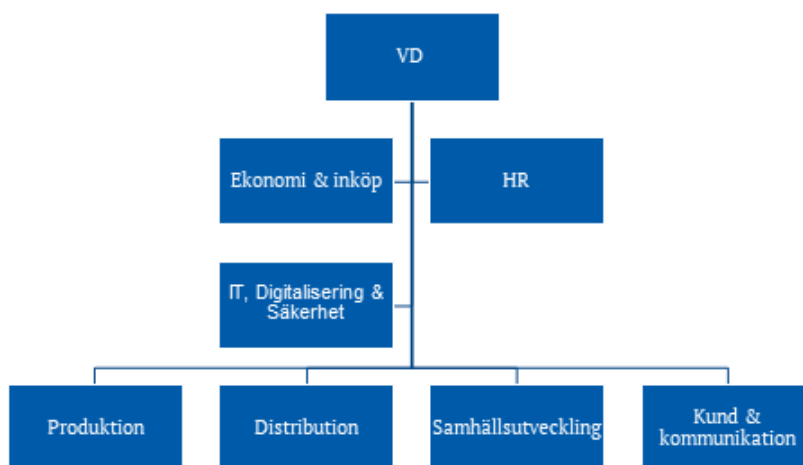 VD
Ekonomi & inköp
HR
IT, Digitalisering &
Säkerhet
Produktion
Distribution
Samhällsutveckling
Kund &
kommunikation